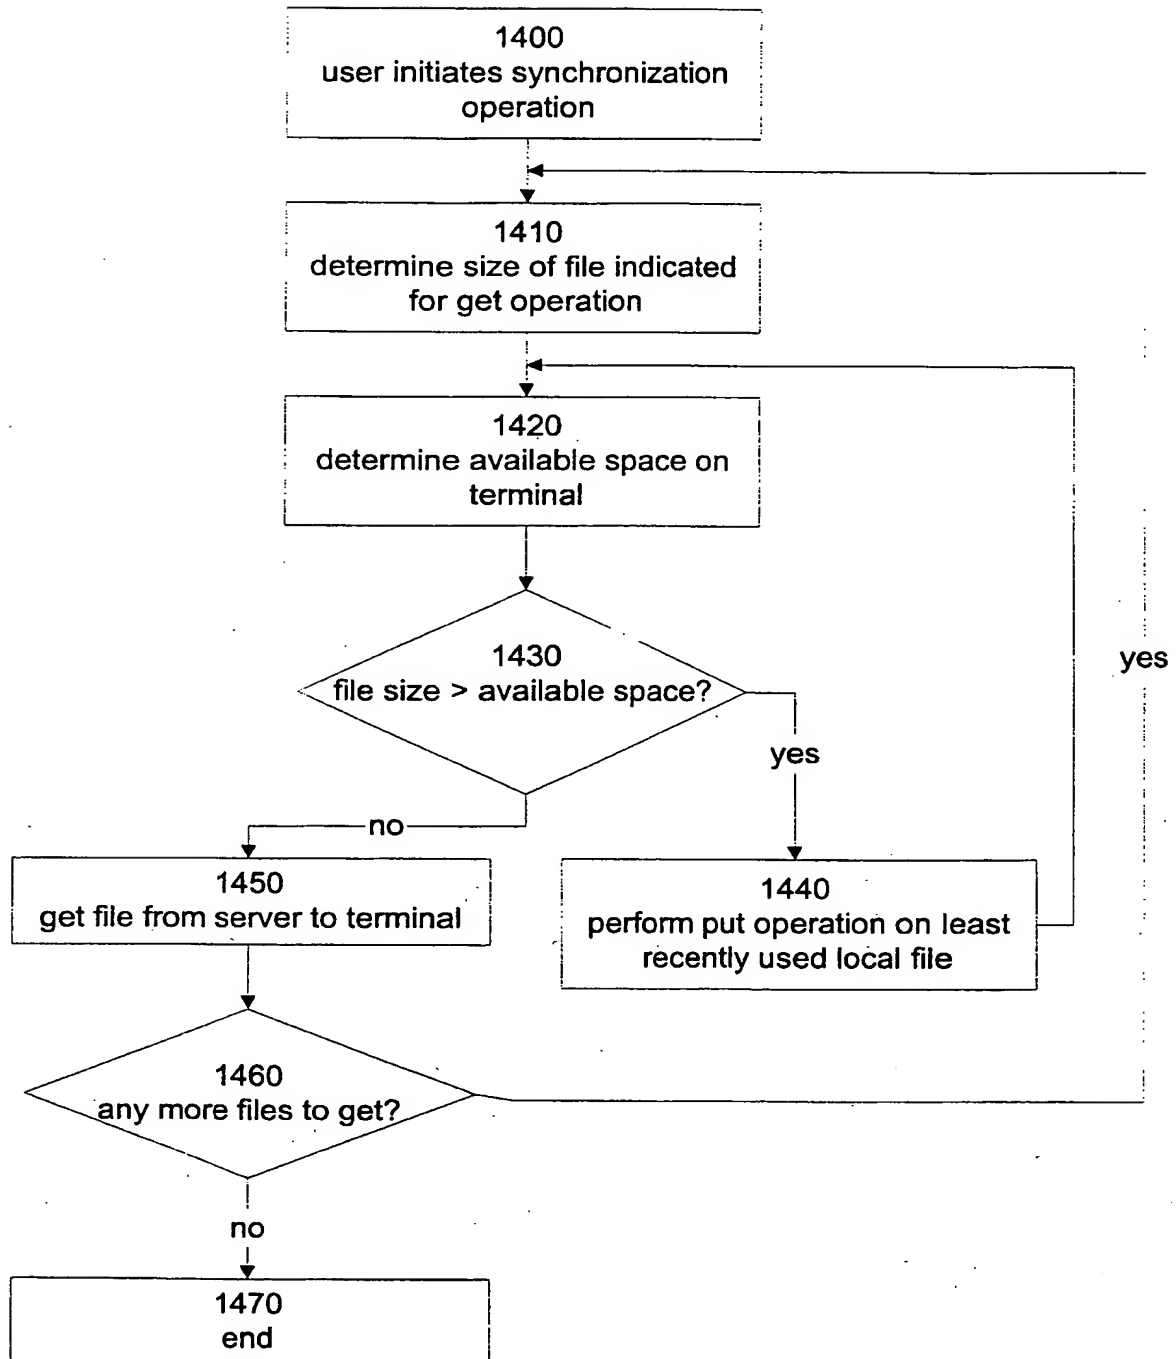 1400
user initiates synchronization
operation
1410
determine size of file indicated
for get operation
1420
determine available space on
terminal
1430
file size > available space?
yes
yes
no
1450
get file from server to terminal
1440
perform put operation on least
recently used local file
1460
any more files to get?
no
1470
end